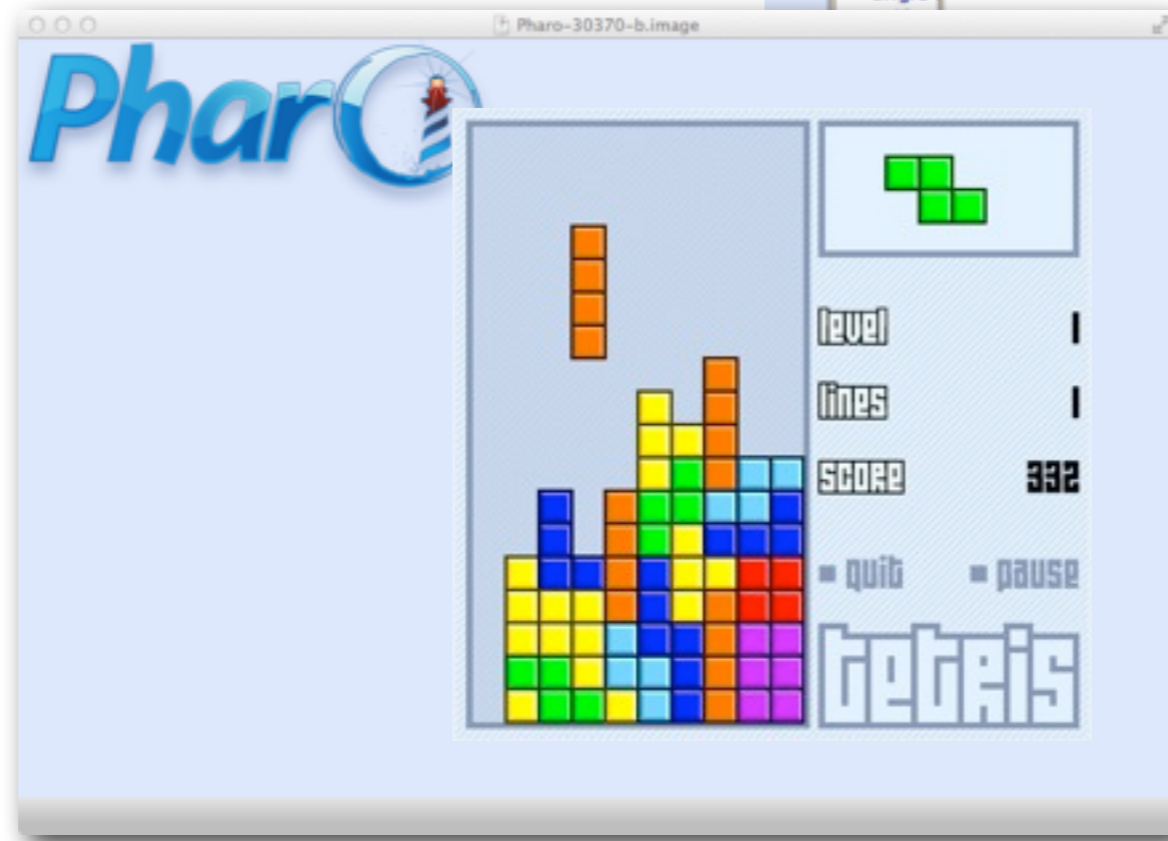 Pharo-30370-b.image
Pharo
level 1
lines 1
score 332
quit pause
tetris